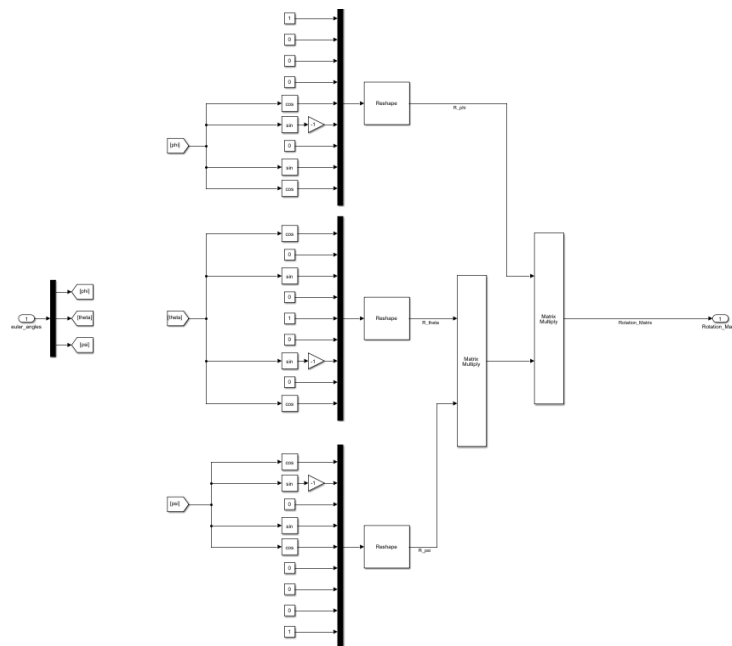 1
0
0
0
cos
sin
-1
0
sin
cos
[phi]
Reshape
R_phi
cos
0
sin
0
1
0
sin
-1
0
cos
[theta]
Reshape
R_theta
1
euler_angles
[phi]
[theta]
[psi]
Matrix
Multiply
Matrix
Multiply
Rotation_Matrix
1
Rotation_Ma
cos
sin
-1
0
sin
cos
0
0
0
1
[psi]
Reshape
R_psi